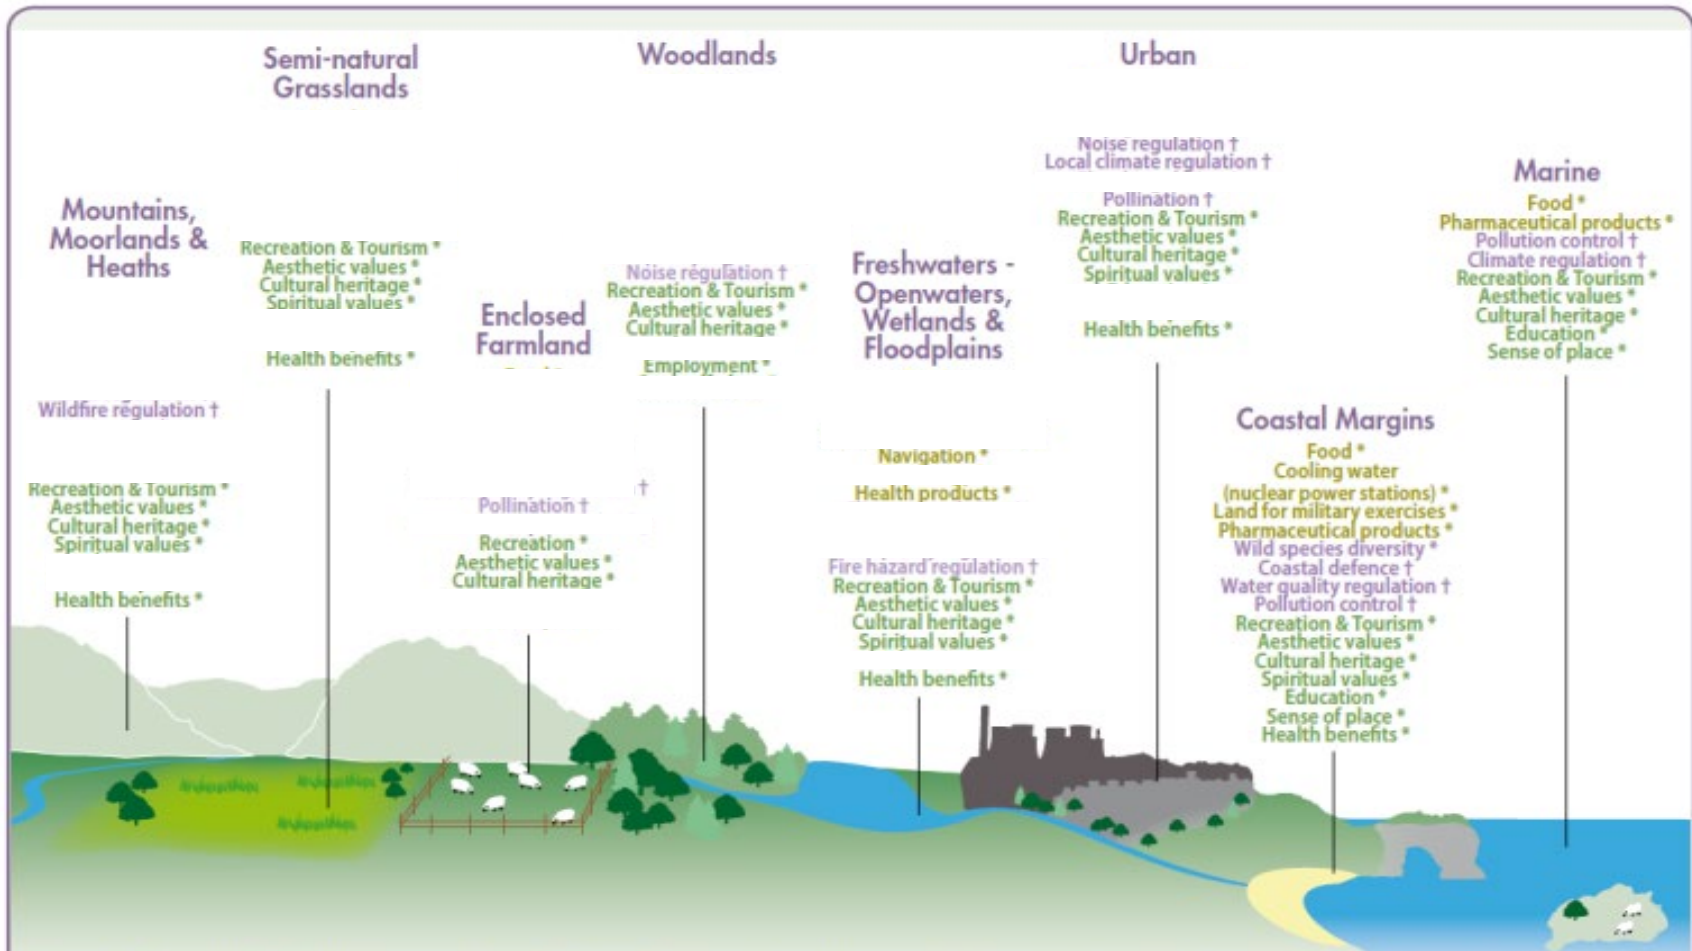 Mountains,
Moorlands &
Heaths
Wildfire regulation †
Recreation & Tourism *
Aesthetic values *
Cultural heritage *
Spiritual values *
Health benefits *
Semi-natural
Grasslands
Recreation & Tourism *
Aesthetic values *
Cultural heritage *
Spiritual values *
Health benefits *
Enclosed
Farmland
†
Pollination †
Recreation *
Aesthetic values *
Cultural heritage *
Woodlands
Noise regulation †
Recreation & Tourism *
Aesthetic values *
Cultural heritage *
Employment *
Freshwaters -
Openwaters,
Wetlands &
Floodplains
Navigation *
Health products *
Fire hazard regulation †
Recreation & Tourism *
Aesthetic values *
Cultural heritage *
Spiritual values *
Health benefits *
Urban
Noise regulation †
Local climate regulation †
Pollination †
Recreation & Tourism *
Aesthetic values *
Cultural heritage *
Spiritual values *
Health benefits *
Coastal Margins
Food *
Cooling water
(nuclear power stations) *
Land for military exercises *
Pharmaceutical products *
Wild species diversity *
Coastal defence †
Water quality regulation †
Pollution control †
Recreation & Tourism *
Aesthetic values *
Cultural heritage *
Spiritual values *
Education *
Sense of place *
Health benefits *
Marine
Food *
Pharmaceutical products *
Pollution control †
Climate regulation †
Recreation & Tourism *
Aesthetic values *
Cultural heritage *
Education *
Sense of place *